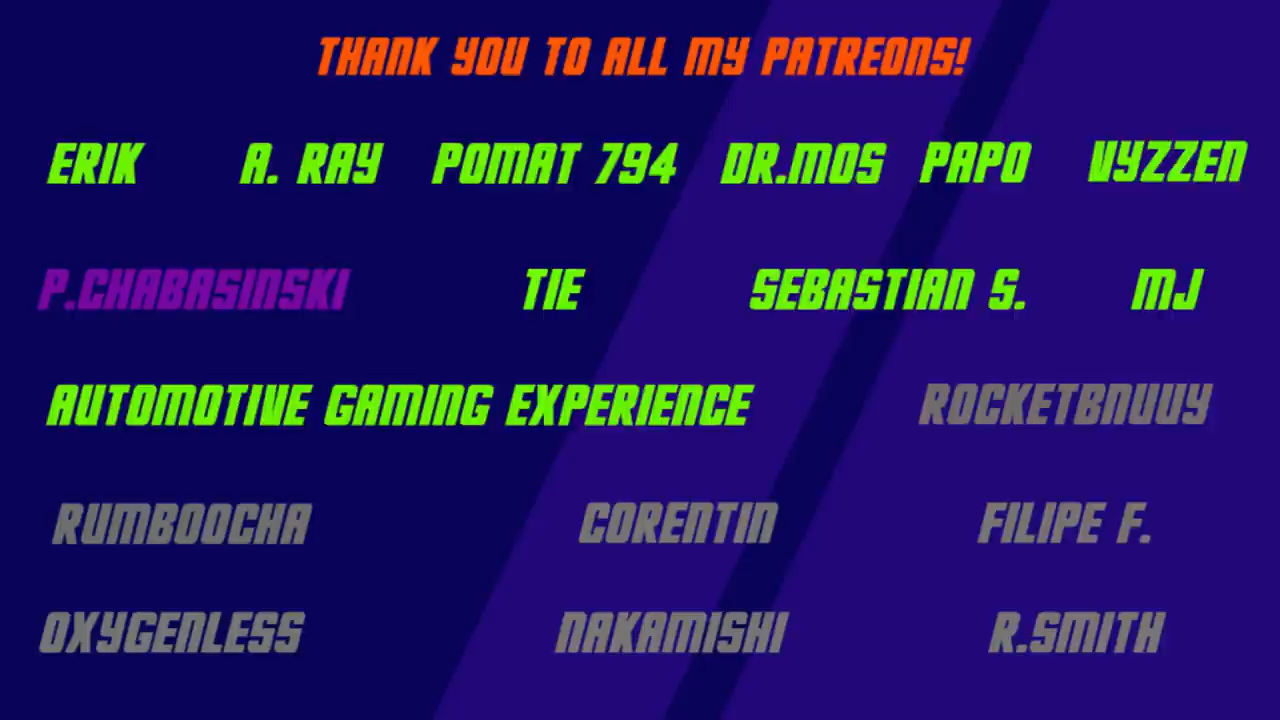 THANK YOU TO ALL MY PATREONS!
ERIK A. RAY POMAT 794 DR.MOS PAPO VYZZEN
P.CHABASINSKI TIE SEBASTIAN S. MJ
AUTOMOTIVE GAMING EXPERIENCE ROCKETBNUUY
RUMBOOCHA CORENTIN FILIPE F.
OXYGENLESS NAKAMISHI R.SMITH